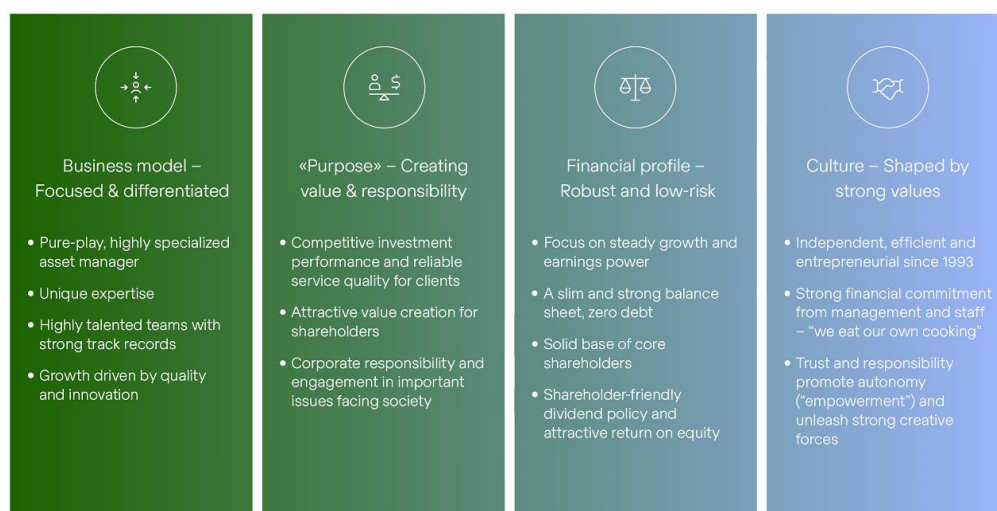 Business model –
Focused & differentiated
• Pure-play, highly specialized
asset manager
• Unique expertise
• Highly talented teams with
strong track records
• Growth driven by quality
and innovation
«Purpose» – Creating
value & responsibility
• Competitive investment
performance and reliable
service quality for clients
• Attractive value creation for
shareholders
• Corporate responsibility and
engagement in important
issues facing society
Financial profile –
Robust and low-risk
• Focus on steady growth and
earnings power
• A slim and strong balance
sheet, zero debt
• Solid base of core
shareholders
• Shareholder-friendly
dividend policy and
attractive return on equity
Culture – Shaped by
strong values
• Independent, efficient and
entrepreneurial since 1993
• Strong financial commitment
from management and staff
– “we eat our own cooking”
• Trust and responsibility
promote autonomy
(“empowerment”) and
unleash strong creative
forces